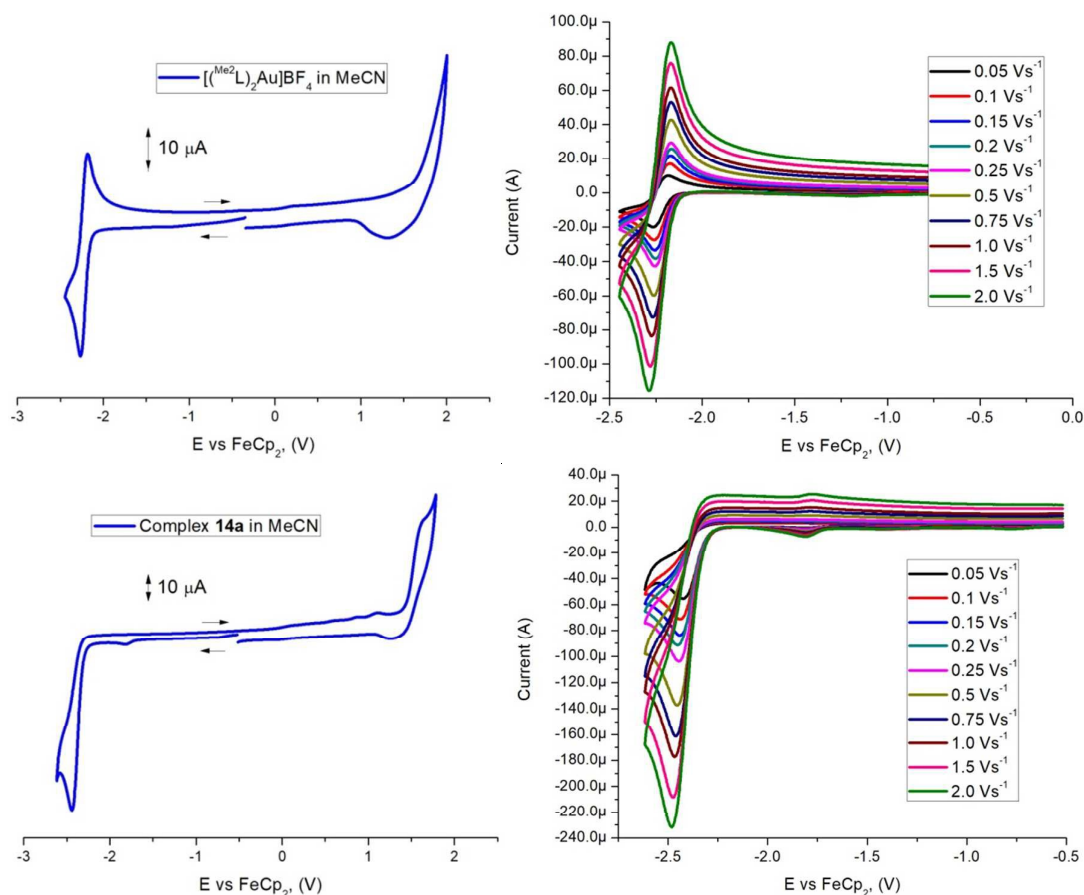 [(Me2L)2Au]BF4 in MeCN
10 µA
-3 -2 -1 0 1 2
E vs FeCp2, (V)
100.0µ
80.0µ
60.0µ
40.0µ
20.0µ
0.0
-20.0µ
-40.0µ
-60.0µ
-80.0µ
-100.0µ
-120.0µ
Current (A)
0.05 Vs-1
0.1 Vs-1
0.15 Vs-1
0.2 Vs-1
0.25 Vs-1
0.5 Vs-1
0.75 Vs-1
1.0 Vs-1
1.5 Vs-1
2.0 Vs-1
-2.5 -2.0 -1.5 -1.0 -0.5 0.0
E vs FeCp2, (V)
Complex 14a in MeCN
10 µA
-3 -2 -1 0 1 2
E vs FeCp2, (V)
40.0µ
20.0µ
0.0
-20.0µ
-40.0µ
-60.0µ
-80.0µ
-100.0µ
-120.0µ
-140.0µ
-160.0µ
-180.0µ
-200.0µ
-220.0µ
-240.0µ
Current (A)
0.05 Vs-1
0.1 Vs-1
0.15 Vs-1
0.2 Vs-1
0.25 Vs-1
0.5 Vs-1
0.75 Vs-1
1.0 Vs-1
1.5 Vs-1
2.0 Vs-1
-2.5 -2.0 -1.5 -1.0 -0.5
E vs FeCp2, (V)